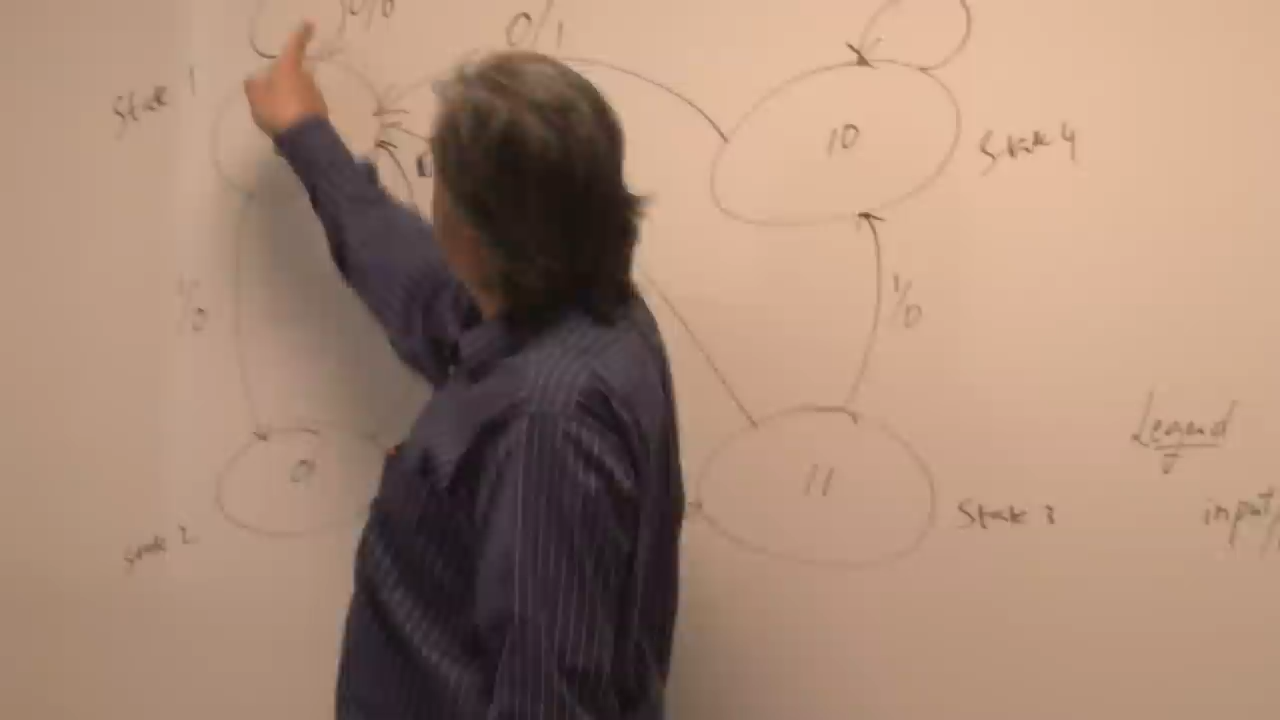 0/0
0/1
State 1
10
State 4
1/0
1/0
Legend
11
State 2
State 3
input/